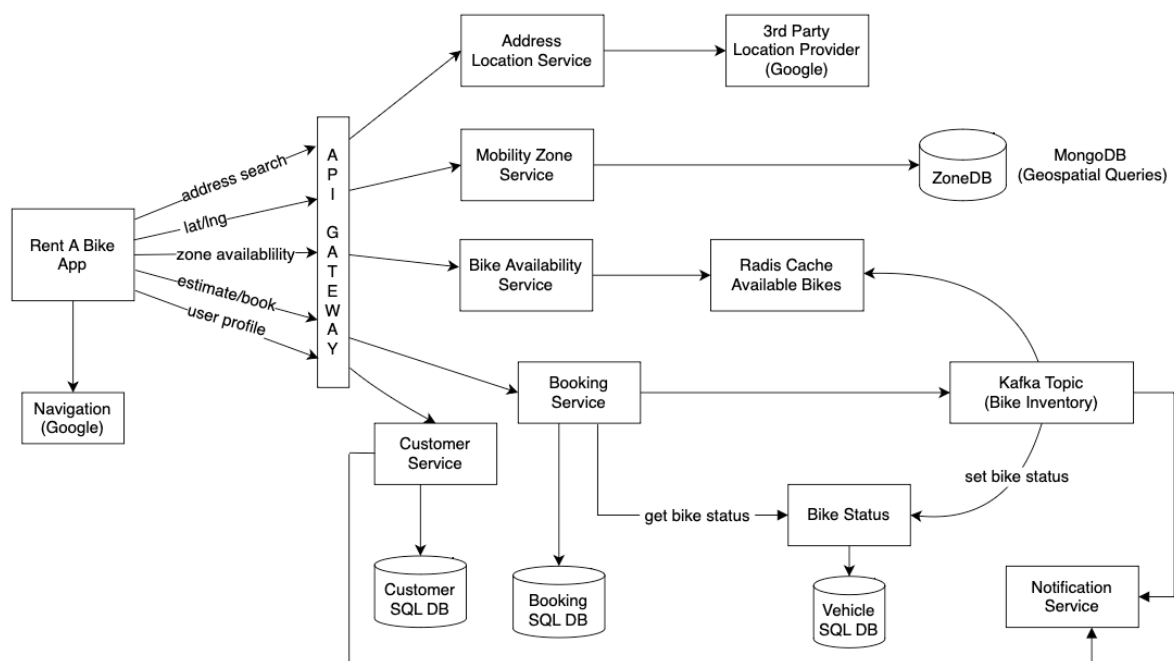 Address
Location Service
3rd Party
Location Provider
(Google)
address search
A
P
I
G
A
T
E
W
A
Y
Mobility Zone
Service
ZoneDB
MongoDB
(Geospatial Queries)
Rent A Bike
App
lat/lng
zone availablility
Bike Availability
Service
Radis Cache
Available Bikes
estimate/book
user profile
Navigation
(Google)
Booking
Service
Kafka Topic
(Bike Inventory)
Customer
Service
set bike status
get bike status
Bike Status
Customer
SQL DB
Booking
SQL DB
Vehicle
SQL DB
Notification
Service